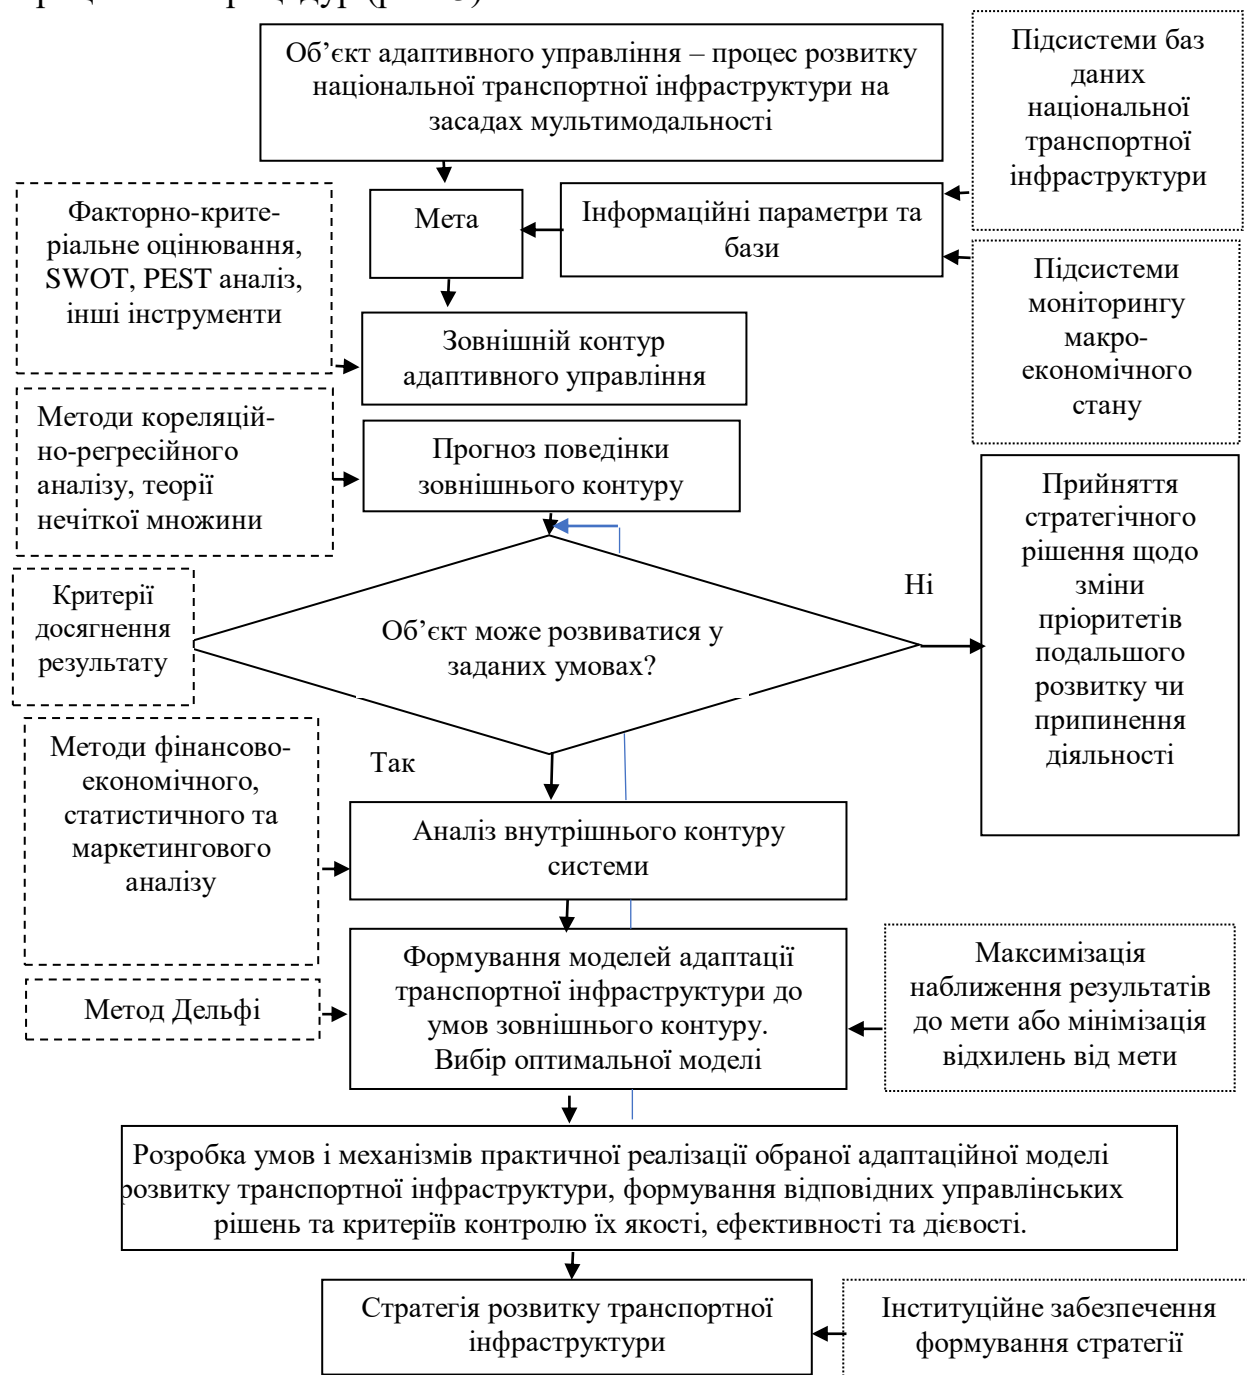 Об’єкт адаптивного управління – процес розвитку
національної транспортної інфраструктури на
засадах мультимодальності
Підсистеми баз
даних
національної
транспортної
інфраструктури
Факторно-крите-
ріальне оцінювання,
SWOT, PEST аналіз,
інші інструменти
Мета
Інформаційні параметри та
бази
Підсистеми
моніторингу
макро-
економічного
стану
Зовнішній контур
адаптивного управління
Методи кореляцій-
но-регресійного
аналізу, теорії
нечіткої множини
Прогноз поведінки
зовнішнього контуру
Прийняття
стратегічного
рішення щодо
зміни
пріоритетів
подальшого
розвитку чи
припинення
діяльності
Критерії
досягнення
результату
Об’єкт може розвиватися у
заданих умовах?
Ні
Так
Методи фінансово-
економічного,
статистичного та
маркетингового
аналізу
Аналіз внутрішнього контуру
системи
Метод Дельфі
Формування моделей адаптації
транспортної інфраструктури до
умов зовнішнього контуру.
Вибір оптимальної моделі
Максимізація
наближення результатів
до мети або мінімізація
відхилень від мети
Розробка умов і механізмів практичної реалізації обраної адаптаційної моделі
розвитку транспортної інфраструктури, формування відповідних управлінських
рішень та критеріїв контролю їх якості, ефективності та дієвості.
Стратегія розвитку транспортної
інфраструктури
Інституційне забезпечення
формування стратегії